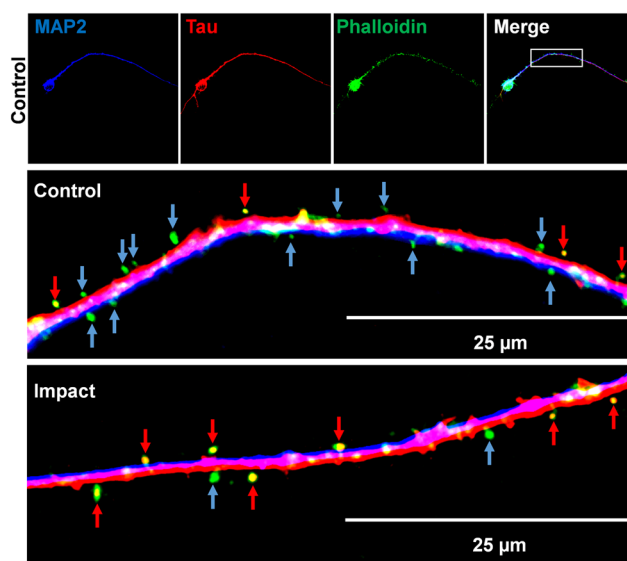 MAP2 Tau Phalloidin Merge
Control
Control
25 µm
Impact
25 µm